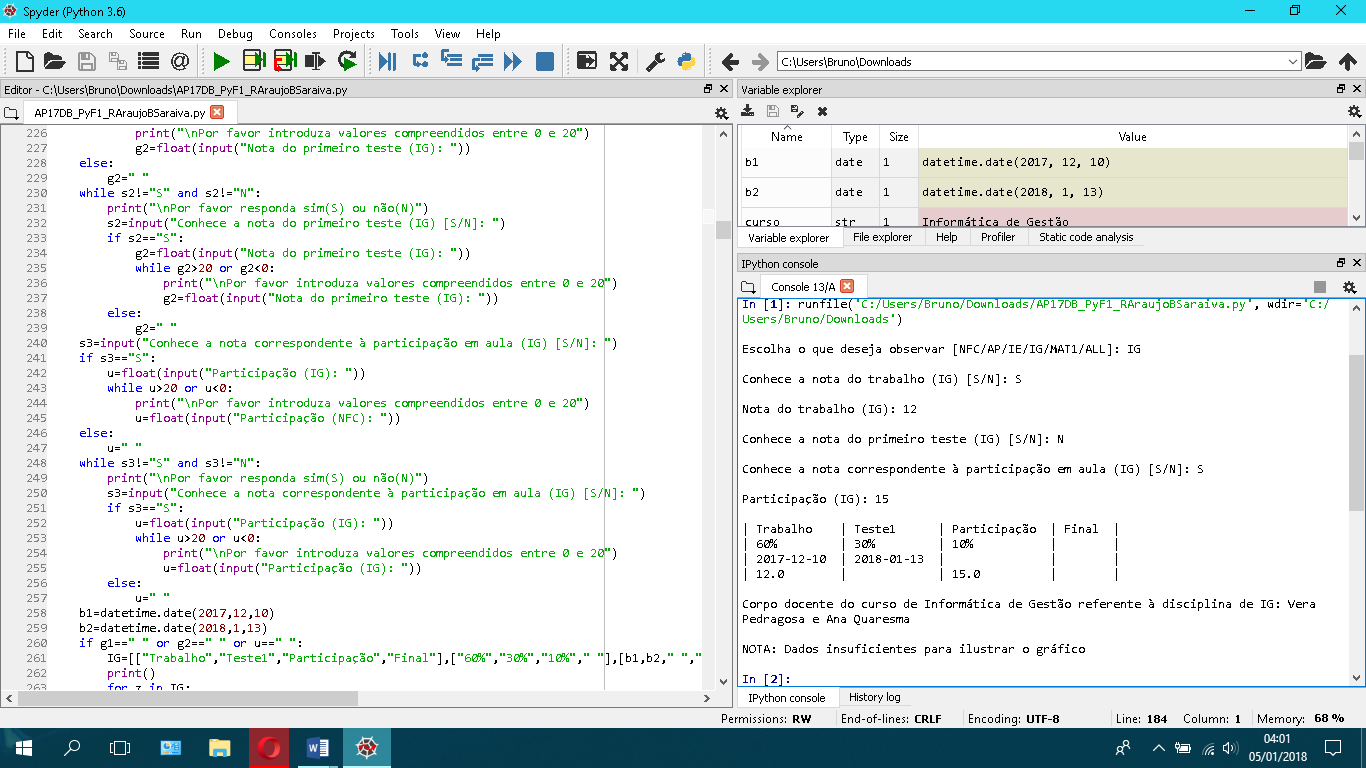 Spyder (Python 3.6)
File Edit Search Source Run Debug Consoles Projects Tools View Help
C:\Users\Bruno\Downloads
Editor - C:\Users\Bruno\Downloads\AP17DB_PyF1_RAraujoBSaraiva.py
AP17DB_PyF1_RAraujoBSaraiva.py
226 print("\nPor favor introduza valores compreendidos entre 0 e 20")
227 g2=float(input("Nota do primeiro teste (IG): "))
228 else:
229 g2=" "
230 while s2!="S" and s2!="N":
231 print("\nPor favor responda sim(S) ou não(N)")
232 s2=input("Conhece a nota do primeiro teste (IG) [S/N]: ")
233 if s2=="S":
234 g2=float(input("Nota do primeiro teste (IG): "))
235 while g2>20 or g2<0:
236 print("\nPor favor introduza valores compreendidos entre 0 e 20")
237 g2=float(input("Nota do primeiro teste (IG): "))
238 else:
239 g2=" "
240 s3=input("Conhece a nota correspondente à participação em aula (IG) [S/N]: ")
241 if s3=="S":
242 u=float(input("Participação (IG): "))
243 while u>20 or u<0:
244 print("\nPor favor introduza valores compreendidos entre 0 e 20")
245 u=float(input("Participação (NFC): "))
246 else:
247 u=" "
248 while s3!="S" and s3!="N":
249 print("\nPor favor responda sim(S) ou não(N)")
250 s3=input("Conhece a nota correspondente à participação em aula (IG) [S/N]: ")
251 if s3=="S":
252 u=float(input("Participação (IG): "))
253 while u>20 or u<0:
254 print("\nPor favor introduza valores compreendidos entre 0 e 20")
255 u=float(input("Participação (IG): "))
256 else:
257 u=" "
258 b1=datetime.date(2017,12,10)
259 b2=datetime.date(2018,1,13)
260 if g1==" " or g2==" " or u==" ":
261 IG=[["Trabalho","Teste1","Participação","Final"],["60%","30%","10%"," "],[b1,b2," ","
262 print()
263 for z in IG:
Variable explorer
Name Type Size Value
b1 date 1 datetime.date(2017, 12, 10)
b2 date 1 datetime.date(2018, 1, 13)
curso str 1 Informática de Gestão
Variable explorer File explorer Help Profiler Static code analysis
IPython console
Console 13/A
In [1]: runfile('C:/Users/Bruno/Downloads/AP17DB_PyF1_RAraujoBSaraiva.py', wdir='C:/
Users/Bruno/Downloads')
Escolha o que deseja observar [NFC/AP/IE/IG/MAT1/ALL]: IG
Conhece a nota do trabalho (IG) [S/N]: S
Nota do trabalho (IG): 12
Conhece a nota do primeiro teste (IG) [S/N]: N
Conhece a nota correspondente à participação em aula (IG) [S/N]: S
Participação (IG): 15
| Trabalho | Teste1 | Participação | Final |
| 60% | 30% | 10% | |
| 2017-12-10 | 2018-01-13 | | |
| 12.0 | | 15.0 | |
Corpo docente do curso de Informática de Gestão referente à disciplina de IG: Vera
Pedragosa e Ana Quaresma
NOTA: Dados insuficientes para ilustrar o gráfico
In [2]:
IPython console History log
Permissions: RW End-of-lines: CRLF Encoding: UTF-8 Line: 184 Column: 1 Memory: 68 %
04:01
05/01/2018